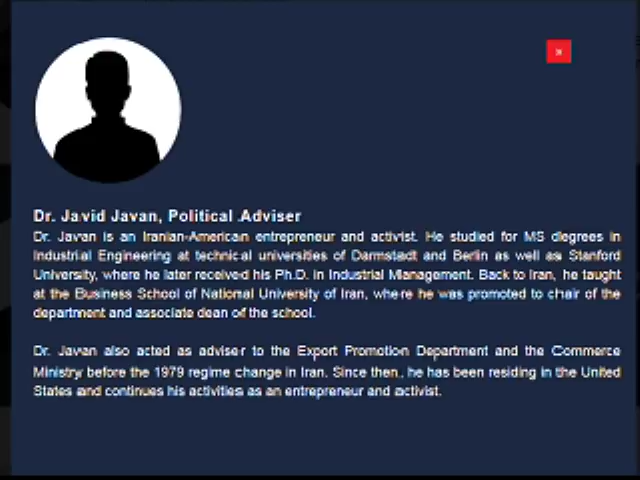 Dr. Javid Javan, Political Adviser
Dr. Javan is an Iranian-American entrepreneur and activist. He studied for MS degrees in
Industrial Engineering at technical universities of Darmstadt and Berlin as well as Stanford
University, where he later received his Ph.D. in Industrial Management. Back to Iran, he taught
at the Business School of National University of Iran, where he was promoted to chair of the
department and associate dean of the school.
Dr. Javan also acted as adviser to the Export Promotion Department and the Commerce
Ministry before the 1979 regime change in Iran. Since then, he has been residing in the United
States and continues his activities as an entrepreneur and activist.